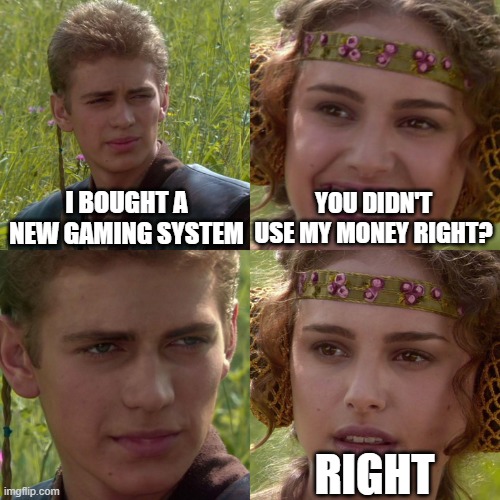 I BOUGHT A
NEW GAMING SYSTEM
YOU DIDN'T
USE MY MONEY RIGHT?
RIGHT
imgflip.com